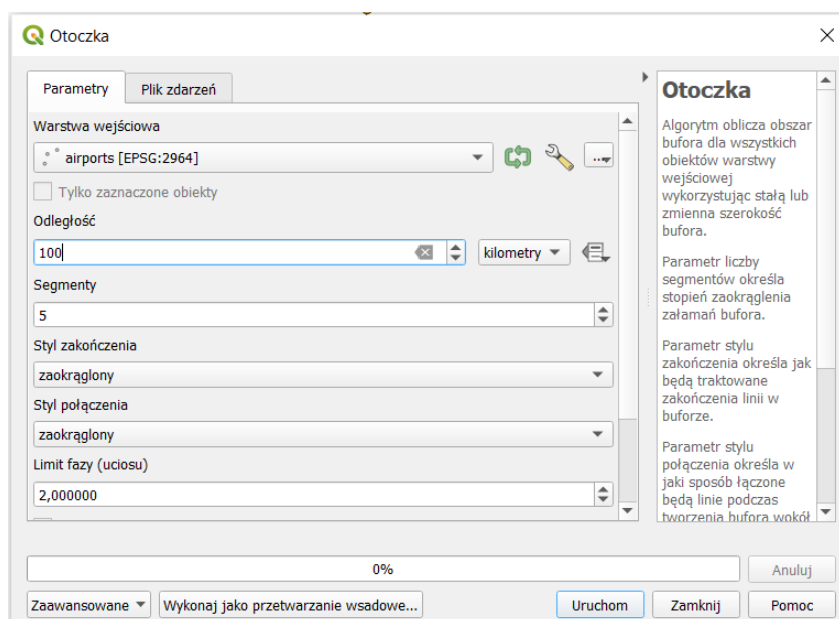 Otoczka
Parametry
Plik zdarzeń
Warstwa wejściowa
airports [EPSG:2964]
...
Tylko zaznaczone obiekty
Odległość
100
kilometry
Segmenty
5
Styl zakończenia
zaokrąglony
Styl połączenia
zaokrąglony
Limit fazy (uciosu)
2,000000
Otoczka
Algorytm oblicza obszar
bufora dla wszystkich
obiektów warstwy
wejściowej
wykorzystując stałą lub
zmienna szerokość
bufora.
Parametr liczby
segmentów określa
stopień zaokrąglenia
załamań bufora.
Parametr stylu
zakończenia określa jak
będą traktowane
zakończenia linii w
buforze.
Parametr stylu
połączenia określa w
jaki sposób łączone
będą linie podczas
tworzenia bufora wokół
0%
Anuluj
Zaawansowane
Wykonaj jako przetwarzanie wsadowe...
Uruchom
Zamknij
Pomoc